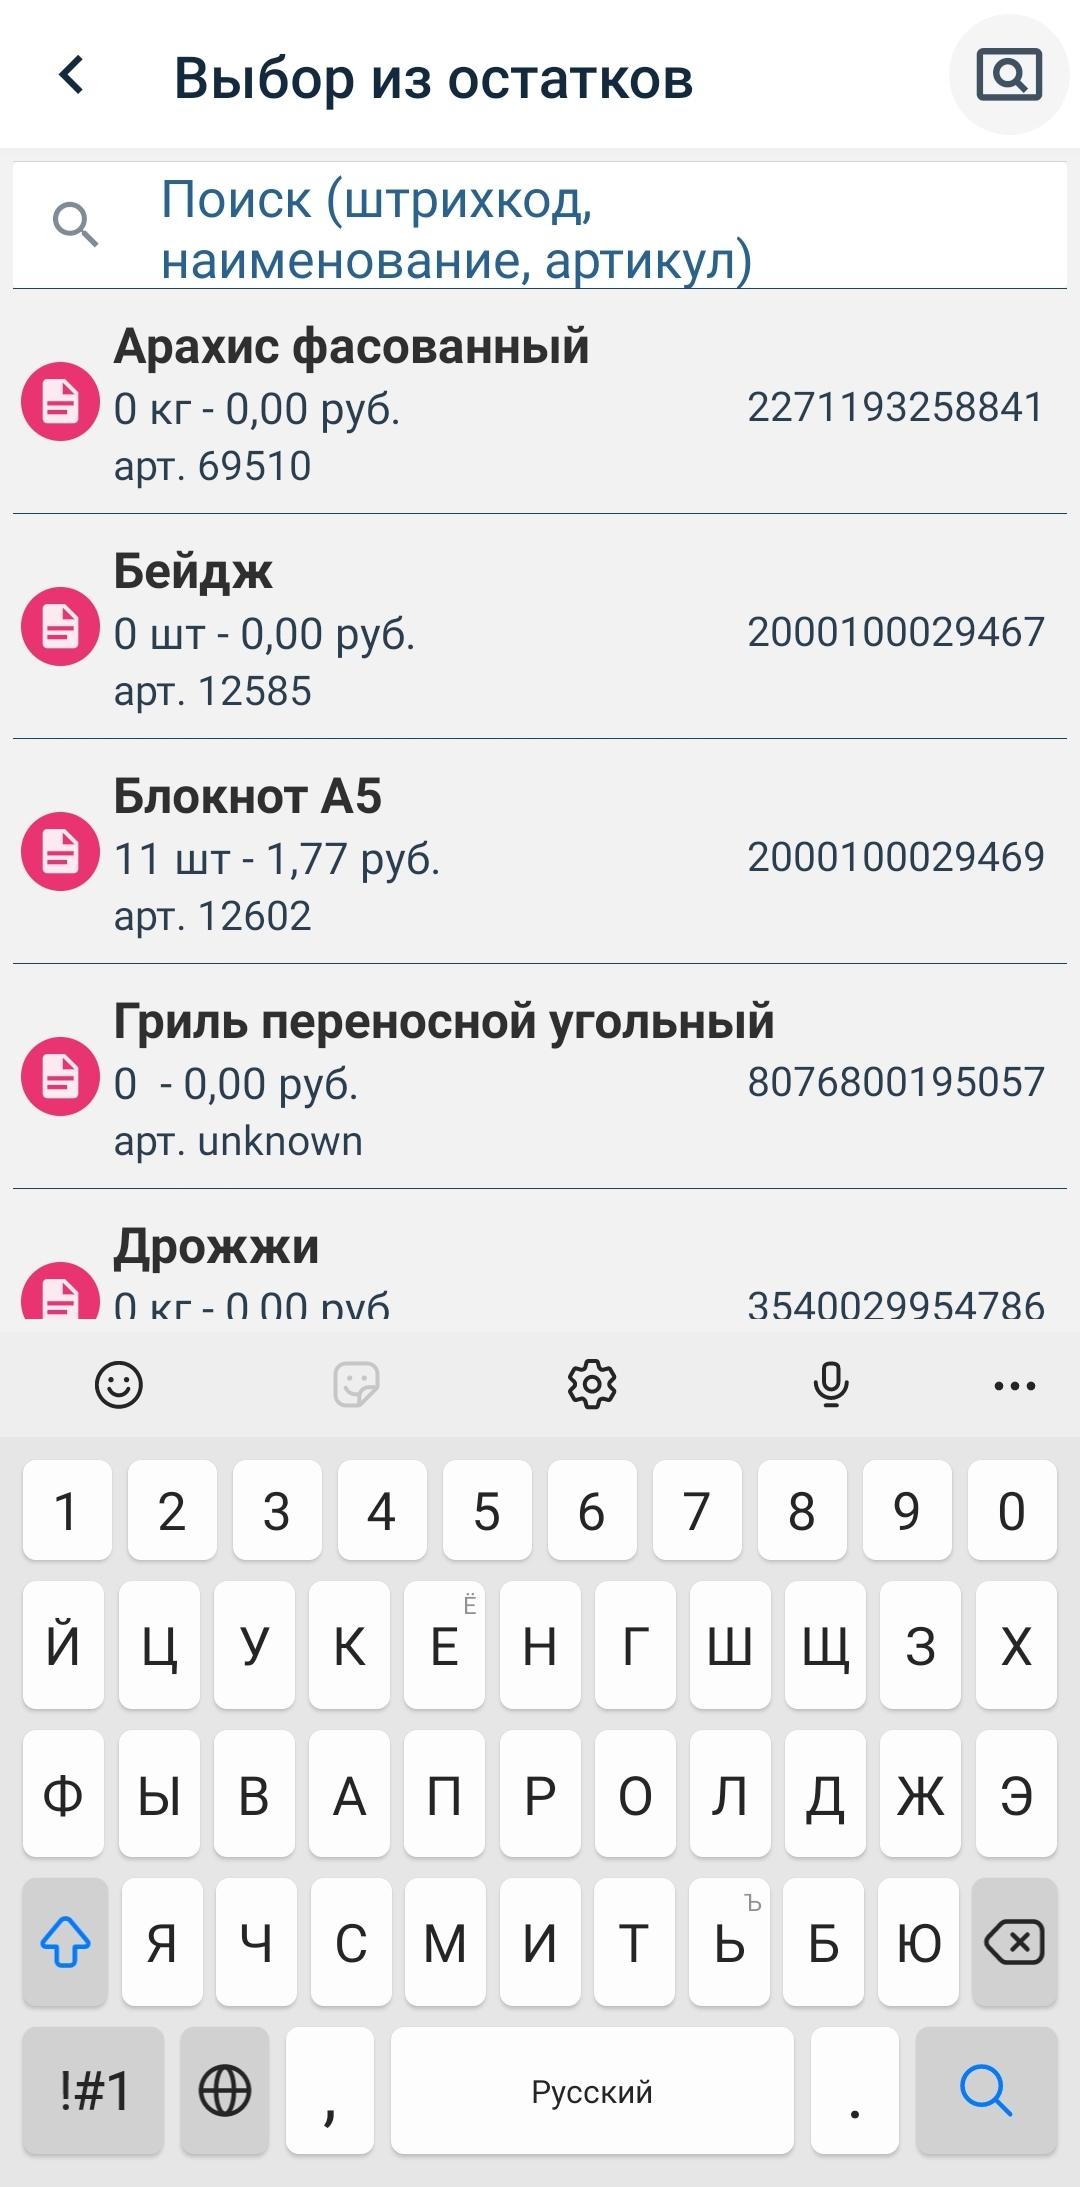 Выбор из остатков
Поиск (штрихкод,
наименование, артикул)
Арахис фасованный
0 кг - 0,00 руб.
2271193258841
арт. 69510
Бейдж
0 шт - 0,00 руб.
2000100029467
арт. 12585
Блокнот А5
11 шт - 1,77 руб.
2000100029469
арт. 12602
Гриль переносной угольный
0  - 0,00 руб.
8076800195057
арт. unknown
Дрожжи
0 кг - 0,00 руб.
3540029954786
1 2 3 4 5 6 7 8 9 0
Ё
Й Ц У К Е Н Г Ш Щ З Х
Ф Ы В А П Р О Л Д Ж Э
Ъ
Я Ч С М И Т Ь Б Ю
!#1 , Русский .